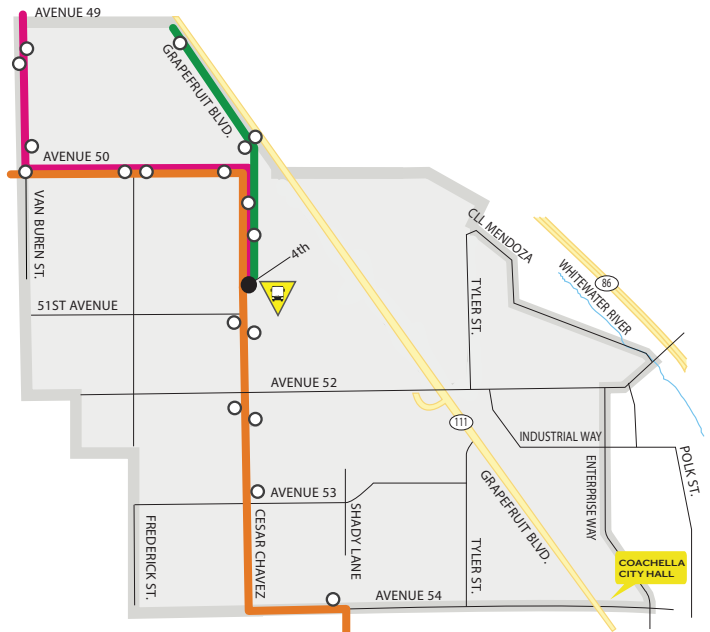 AVENUE 49
GRAPEFRUIT BLVD.
AVENUE 50
VAN BUREN ST.
4th
CLL MENDOZA
WHITEWATER RIVER
86
TYLER ST.
51ST AVENUE
AVENUE 52
111
INDUSTRIAL WAY
POLK ST.
ENTERPRISE WAY
GRAPEFRUIT BLVD.
AVENUE 53
FREDERICK ST.
CESAR CHAVEZ
SHADY LANE
TYLER ST.
COACHELLA
CITY HALL
AVENUE 54